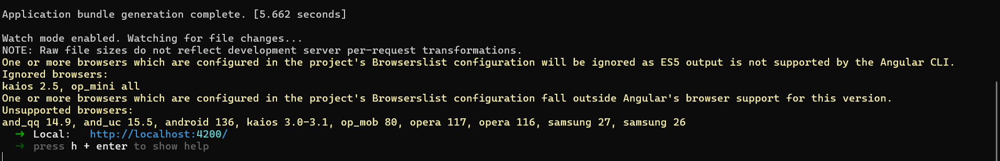 Application bundle generation complete. [5.662 seconds]
Watch mode enabled. Watching for file changes...
NOTE: Raw file sizes do not reflect development server per-request transformations.
One or more browsers which are configured in the project's Browserslist configuration will be ignored as ES5 output is not supported by the Angular CLI.
Ignored browsers:
kaios 2.5, op_mini all
One or more browsers which are configured in the project's Browserslist configuration fall outside Angular's browser support for this version.
Unsupported browsers:
and_qq 14.9, and_uc 15.5, android 136, kaios 3.0-3.1, op_mob 80, opera 117, opera 116, samsung 27, samsung 26
➜ Local: http://localhost:4200/
➜ press h + enter to show help